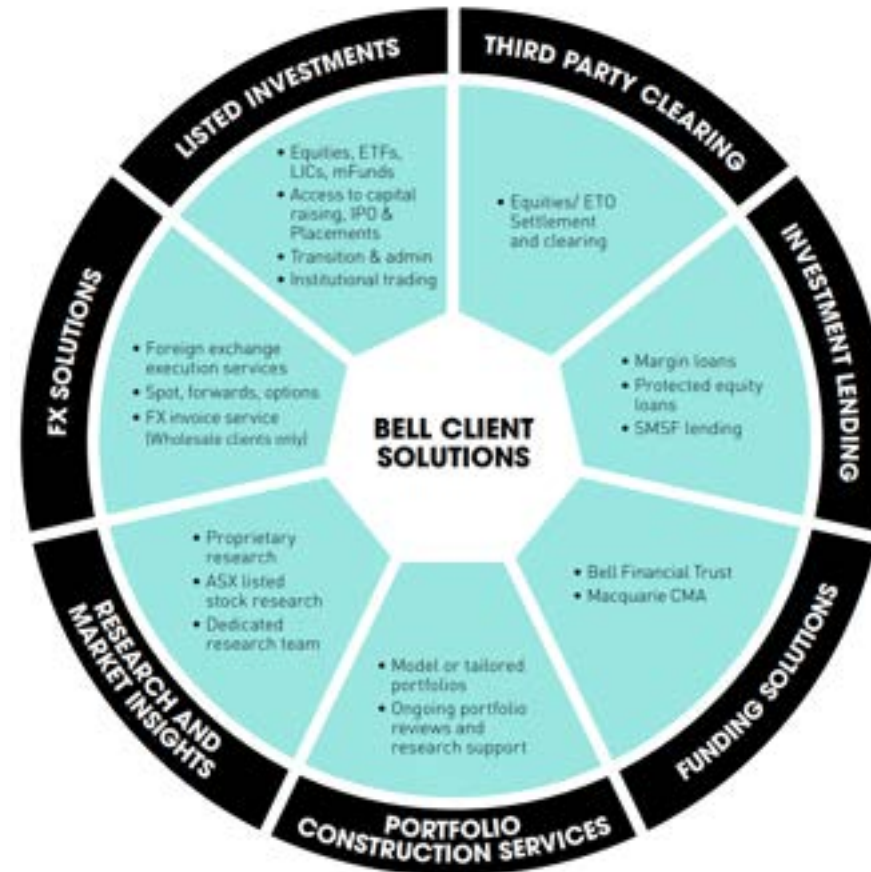 BELL CLIENT
SOLUTIONS
LISTED INVESTMENTS
• Equities, ETFs,
LICs, mFunds
• Access to capital
raising, IPO &
Placements
• Transition & admin
• Institutional trading
THIRD PARTY CLEARING
• Equities/ ETO
Settlement
and clearing
INVESTMENT LENDING
• Margin loans
• Protected equity
loans
• SMSF lending
FUNDING SOLUTIONS
• Bell Financial Trust
• Macquarie CMA
PORTFOLIO
CONSTRUCTION SERVICES
• Model or tailored
portfolios
• Ongoing portfolio
reviews and
research support
RESEARCH AND
MARKET INSIGHTS
• Proprietary
research
• ASX listed
stock research
• Dedicated
research team
FX SOLUTIONS
• Foreign exchange
execution services
• Spot, forwards, options
• FX invoice service
(Wholesale clients only)